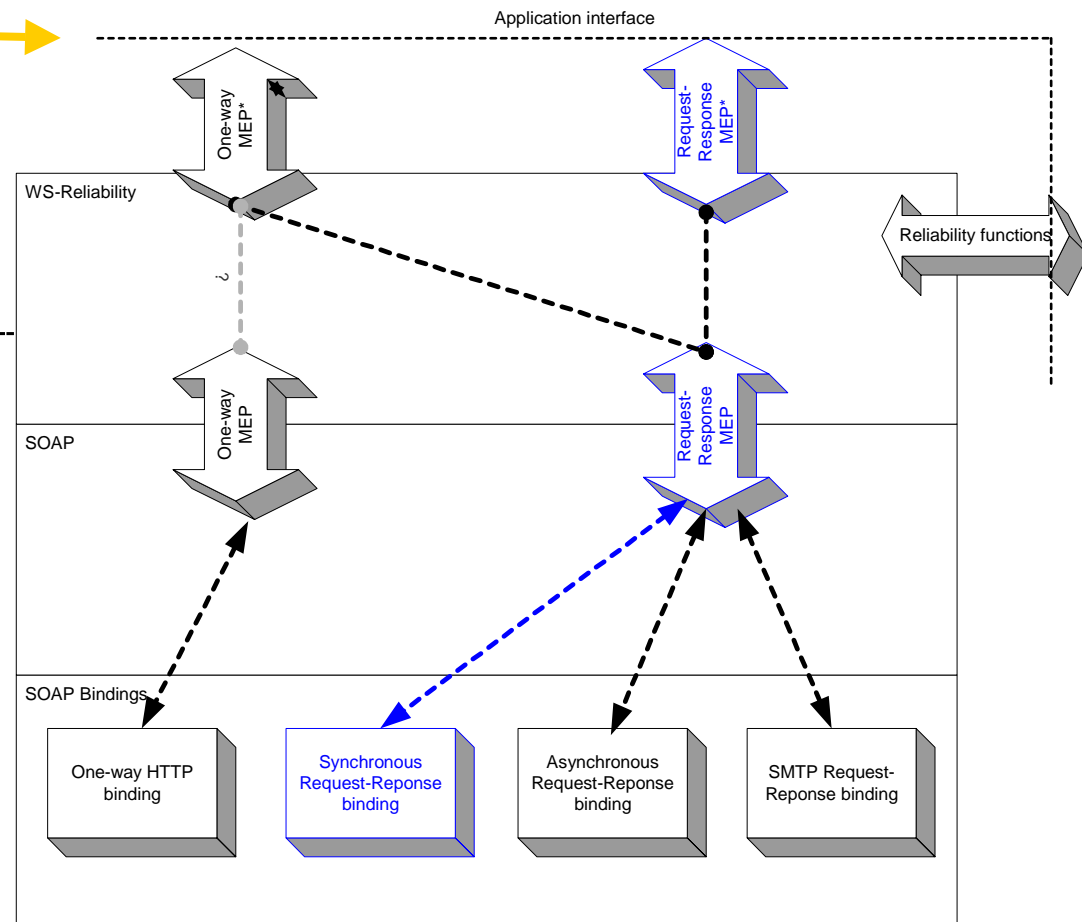 Application interface
One-way
MEP*
Request-
Response
MEP*
WS-Reliability
Reliability functions
?
One-way
MEP
Request-
Response
MEP
SOAP
SOAP Bindings
One-way HTTP
binding
Synchronous
Request-Reponse
binding
Asynchronous
Request-Reponse
binding
SMTP Request-
Reponse binding